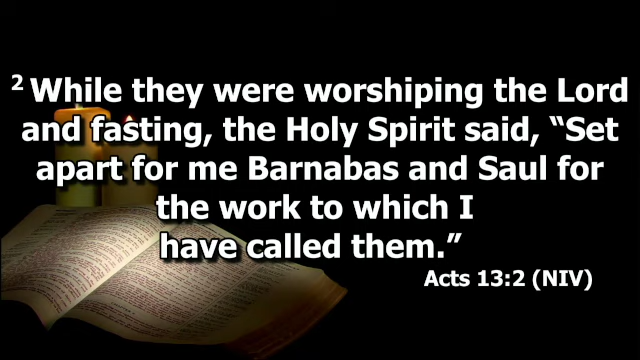 2 While they were worshiping the Lord
and fasting, the Holy Spirit said, “Set
apart for me Barnabas and Saul for
the work to which I
have called them.”
Acts 13:2 (NIV)